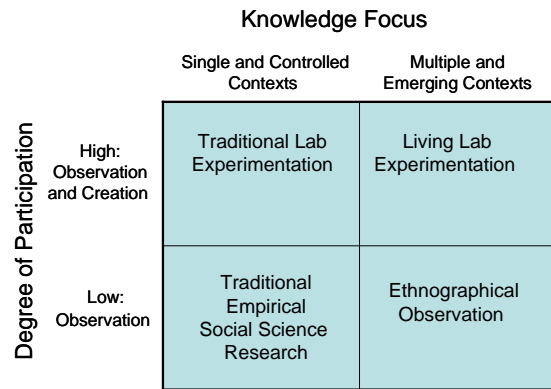 Knowledge Focus
Single and Controlled
Contexts
Multiple and
Emerging Contexts
Degree of Participation
High:
Observation
and Creation
Traditional Lab
Experimentation
Living Lab
Experimentation
Low:
Observation
Traditional
Empirical
Social Science
Research
Ethnographical
Observation